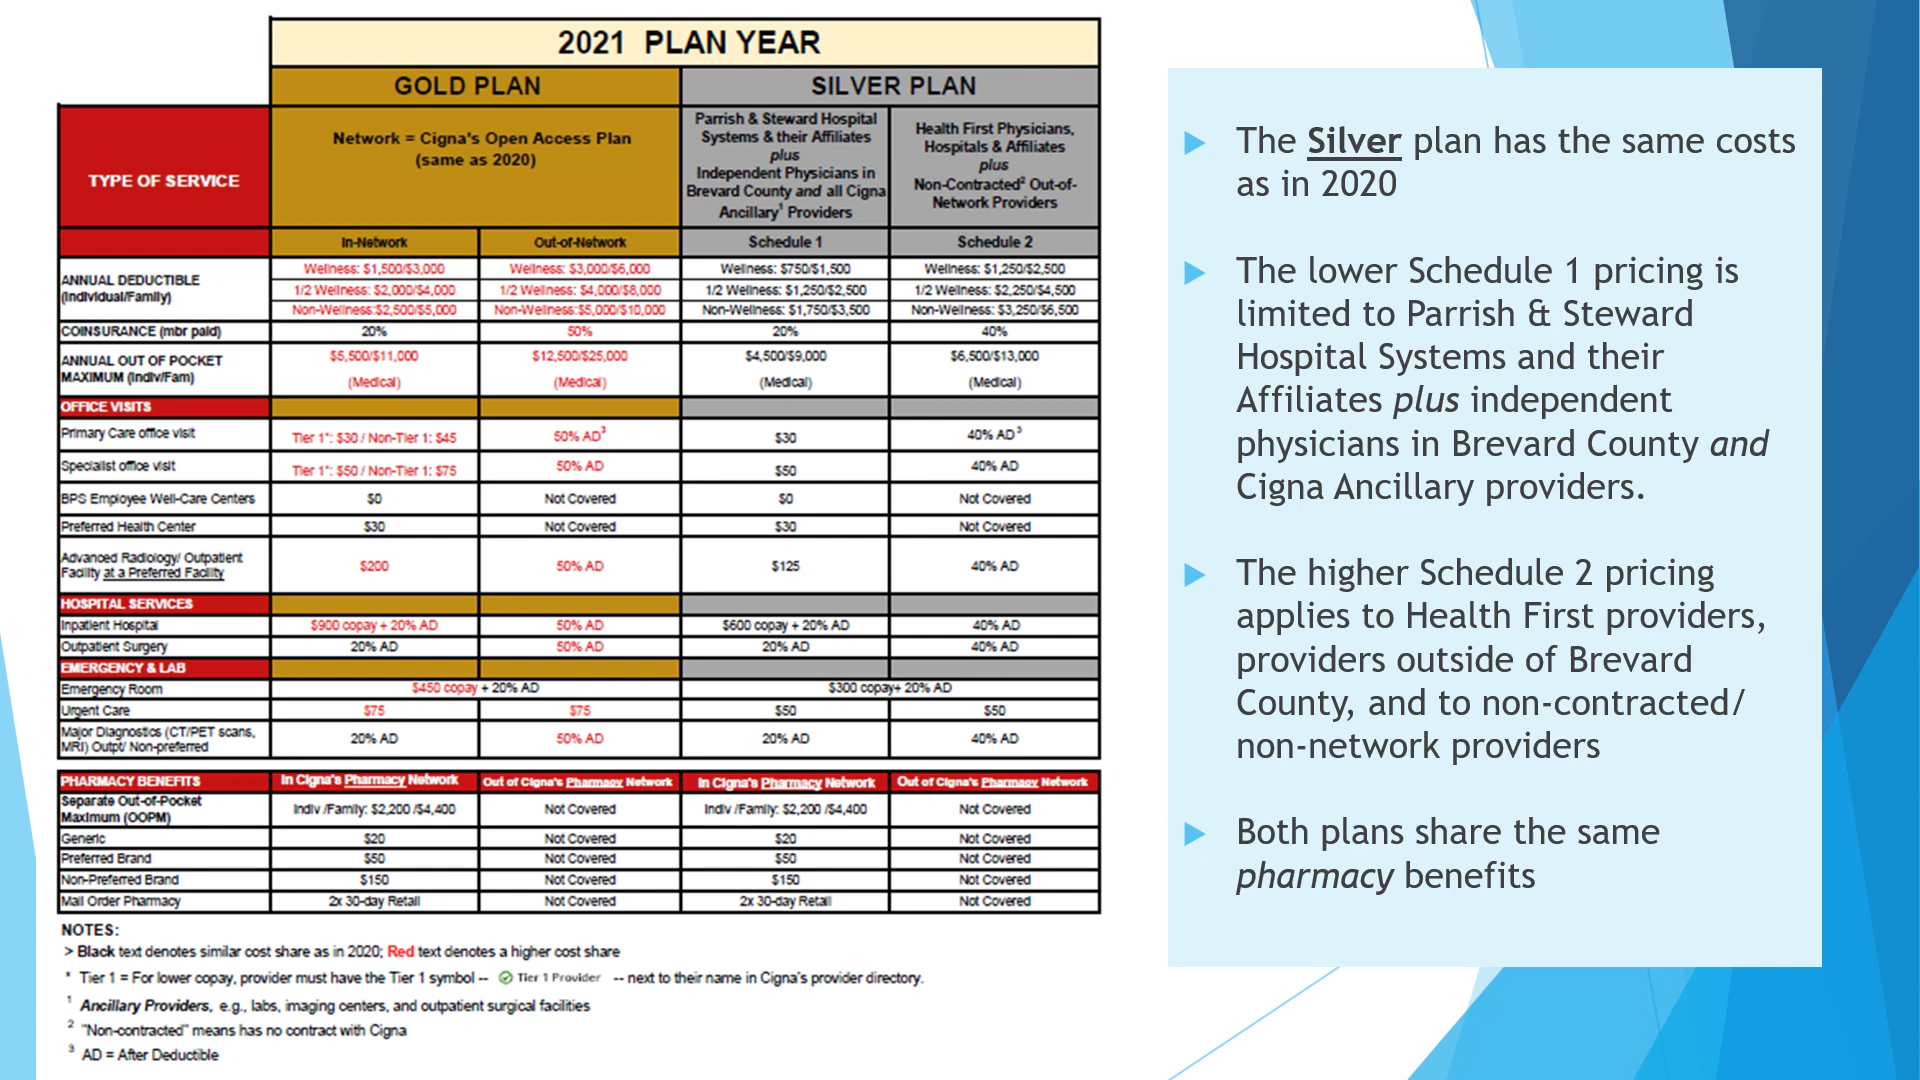 2021 PLAN YEAR
GOLD PLAN SILVER PLAN
TYPE OF SERVICE
Network = Cigna's Open Access Plan
(same as 2020)
Parrish & Steward Hospital
Systems & their Affiliates
plus
Independent Physicians in
Brevard County and all Cigna
Ancillary¹ Providers
Health First Physicians,
Hospitals & Affiliates
plus
Non-Contracted² Out-of-
Network Providers
In-Network Out-of-Network Schedule 1 Schedule 2
ANNUAL DEDUCTIBLE
(Individual/Family)
Wellness: $1,500/$3,000 Wellness: $3,000/$6,000 Wellness: $750/$1,500 Wellness: $1,250/$2,500
1/2 Wellness: $2,000/$4,000 1/2 Wellness: $4,000/$8,000 1/2 Wellness: $1,250/$2,500 1/2 Wellness: $2,250/$4,500
Non-Wellness:$2,500/$5,000 Non-Wellness:$5,000/$10,000 Non-Wellness: $1,750/$3,500 Non-Wellness: $3,250/$6,500
COINSURANCE (mbr paid) 20% 50% 20% 40%
ANNUAL OUT OF POCKET
MAXIMUM (Indiv/Fam)
$5,500/$11,000 $12,500/$25,000 $4,500/$9,000 $6,500/$13,000
(Medical) (Medical) (Medical) (Medical)
OFFICE VISITS
Primary Care office visit Tier 1*: $30 / Non-Tier 1: $45 50% AD³ $30 40% AD³
Specialist office visit Tier 1*: $50 / Non-Tier 1: $75 50% AD $50 40% AD
BPS Employee Well-Care Centers $0 Not Covered $0 Not Covered
Preferred Health Center $30 Not Covered $30 Not Covered
Advanced Radiology/ Outpatient
Facility at a Preferred Facility
$200 50% AD $125 40% AD
HOSPITAL SERVICES
Inpatient Hospital $900 copay + 20% AD 50% AD $600 copay + 20% AD 40% AD
Outpatient Surgery 20% AD 50% AD 20% AD 40% AD
EMERGENCY & LAB
Emergency Room $450 copay + 20% AD $300 copay+ 20% AD
Urgent Care $75 $75 $50 $50
Major Diagnostics (CT/PET scans,
MRI) Outpt/ Non-preferred
20% AD 50% AD 20% AD 40% AD
PHARMACY BENEFITS In Cigna's Pharmacy Network Out of Cigna's Pharmacy Network In Cigna's Pharmacy Network Out of Cigna's Pharmacy Network
Separate Out-of-Pocket
Maximum (OOPM)
Indiv /Family: $2,200 /$4,400 Not Covered Indiv /Family: $2,200 /$4,400 Not Covered
Generic $20 Not Covered $20 Not Covered
Preferred Brand $50 Not Covered $50 Not Covered
Non-Preferred Brand $150 Not Covered $150 Not Covered
Mail Order Pharmacy 2x 30-day Retail Not Covered 2x 30-day Retail Not Covered
NOTES:
> Black text denotes similar cost share as in 2020; Red text denotes a higher cost share
* Tier 1 = For lower copay, provider must have the Tier 1 symbol -- Tier 1 Provider -- next to their name in Cigna's provider directory.
¹ Ancillary Providers, e.g., labs, imaging centers, and outpatient surgical facilities
² "Non-contracted" means has no contract with Cigna
³ AD = After Deductible
The Silver plan has the same costs
as in 2020
The lower Schedule 1 pricing is
limited to Parrish & Steward
Hospital Systems and their
Affiliates plus independent
physicians in Brevard County and
Cigna Ancillary providers.
The higher Schedule 2 pricing
applies to Health First providers,
providers outside of Brevard
County, and to non-contracted/
non-network providers
Both plans share the same
pharmacy benefits